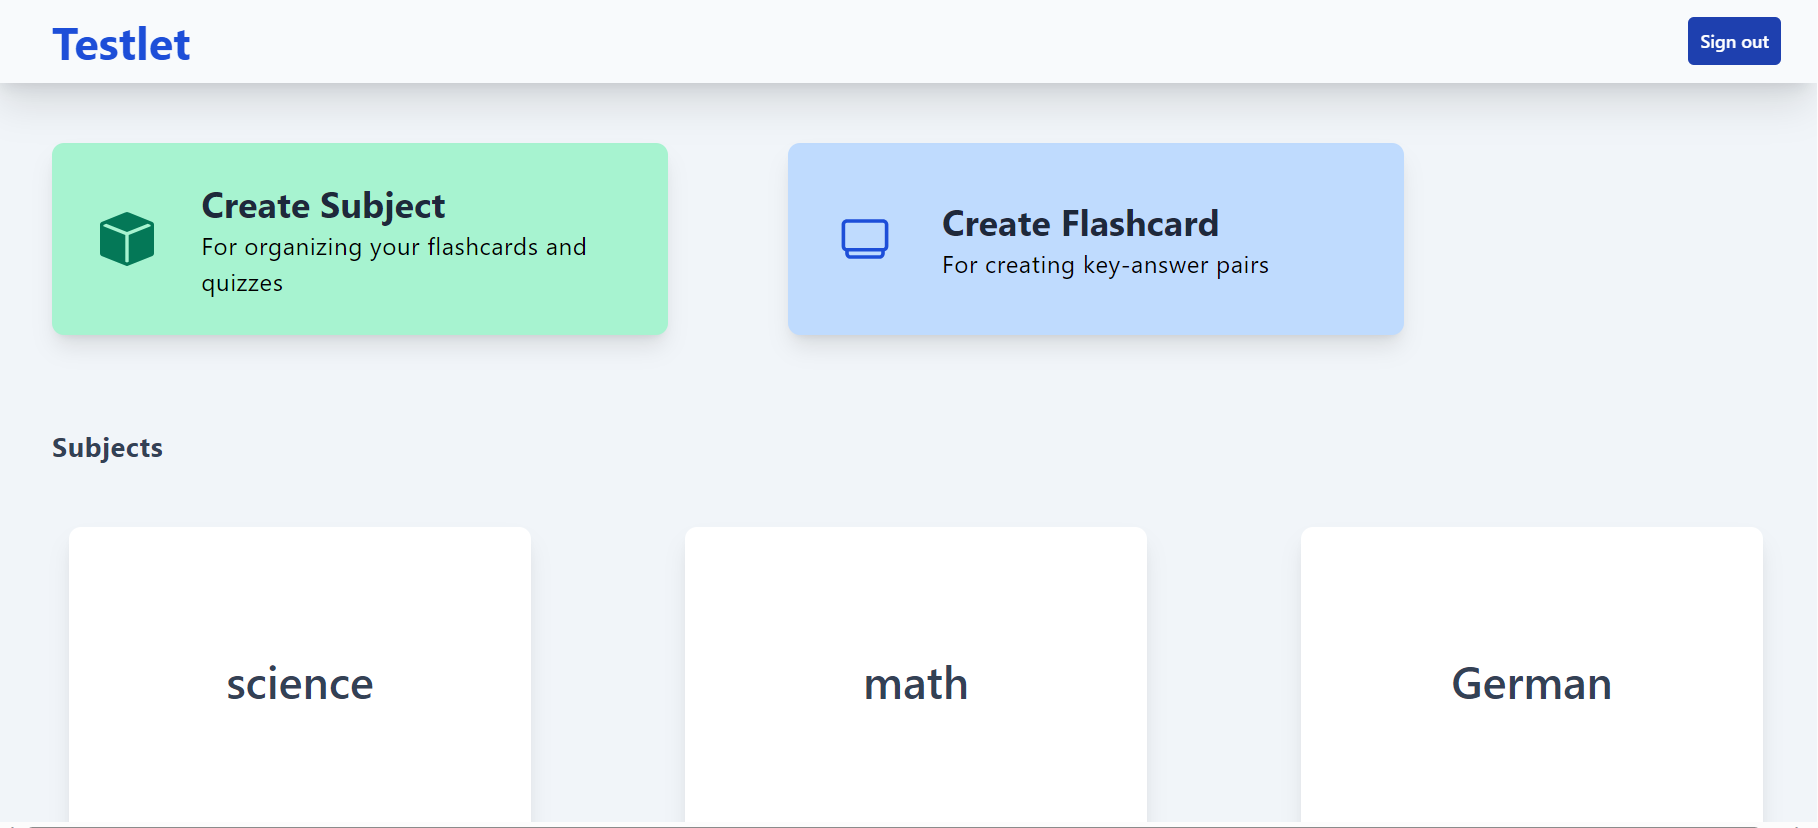 Testlet
Sign out
Create Subject
For organizing your flashcards and
quizzes
Create Flashcard
For creating key-answer pairs
Subjects
science
math
German